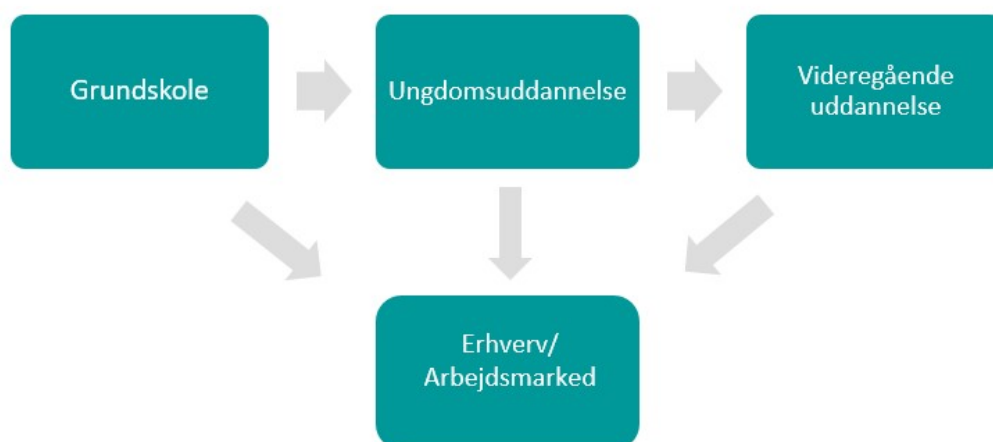 Grundskole
Ungdomsuddannelse
Videregående
uddannelse
Erhverv/
Arbejdsmarked